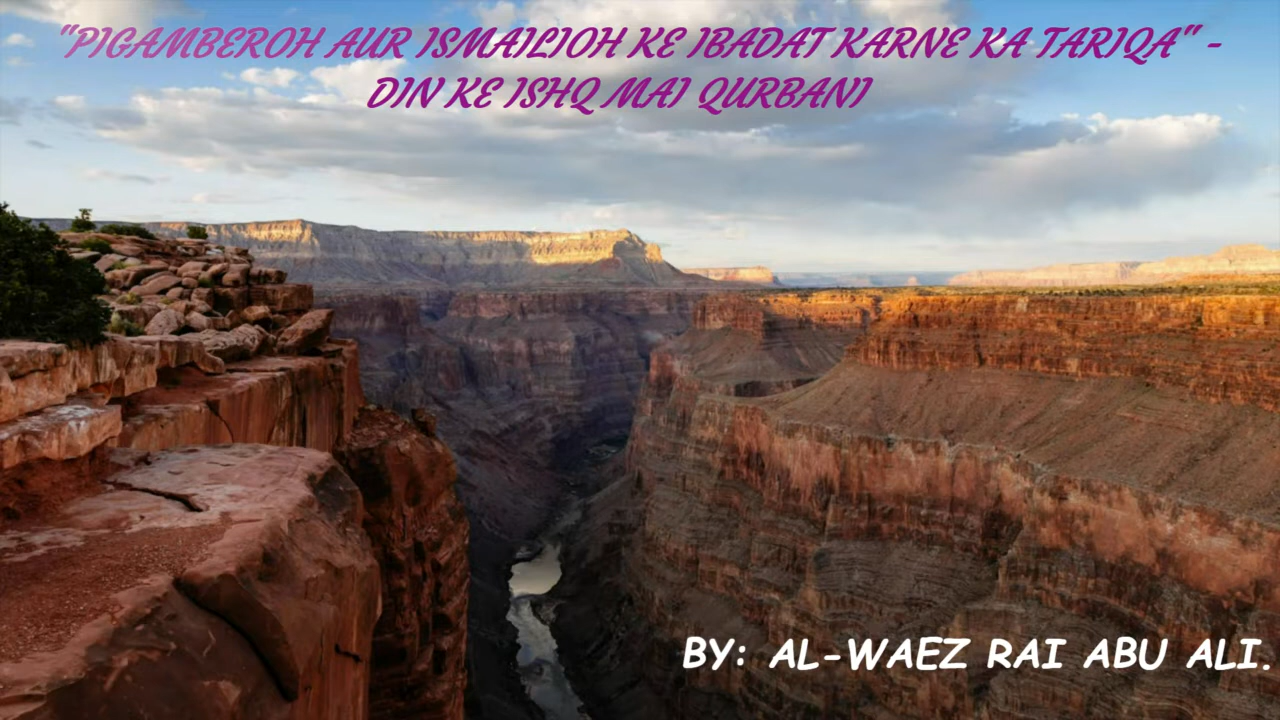 "PIGAMBEROH AUR ISMAILIOH KE IBADAT KARNE KA TARIQA" -
DIN KE ISHQ MAI QURBANI
BY: AL-WAEZ RAI ABU ALI.